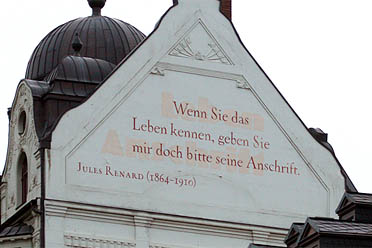 Wenn Sie das
Leben kennen, geben Sie
mir doch bitte seine Anschrift.
Jules Renard (1864–1910)